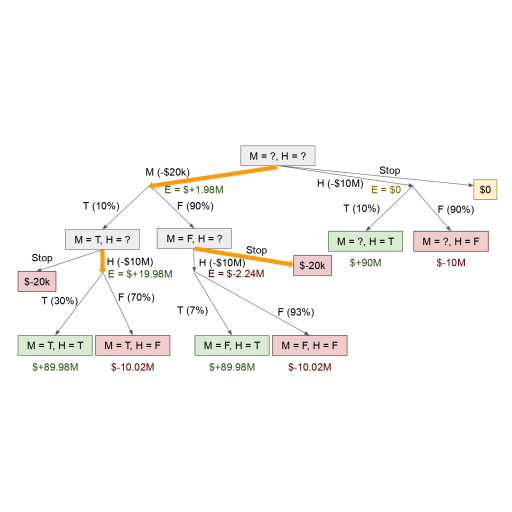 M = ?, H = ?
M (-$20k)
Stop
H (-$10M)
E = $+1.98M
E = $0
$0
T (10%)
F (90%)
T (10%)
F (90%)
M = T, H = ?
M = F, H = ?
M = ?, H = T
M = ?, H = F
Stop
H (-$10M)
Stop
H (-$10M)
$-20k
$+90M
$-10M
E = $+19.98M
E = $-2.24M
$-20k
T (30%)
F (70%)
T (7%)
F (93%)
M = T, H = T
M = T, H = F
M = F, H = T
M = F, H = F
$+89.98M
$-10.02M
$+89.98M
$-10.02M